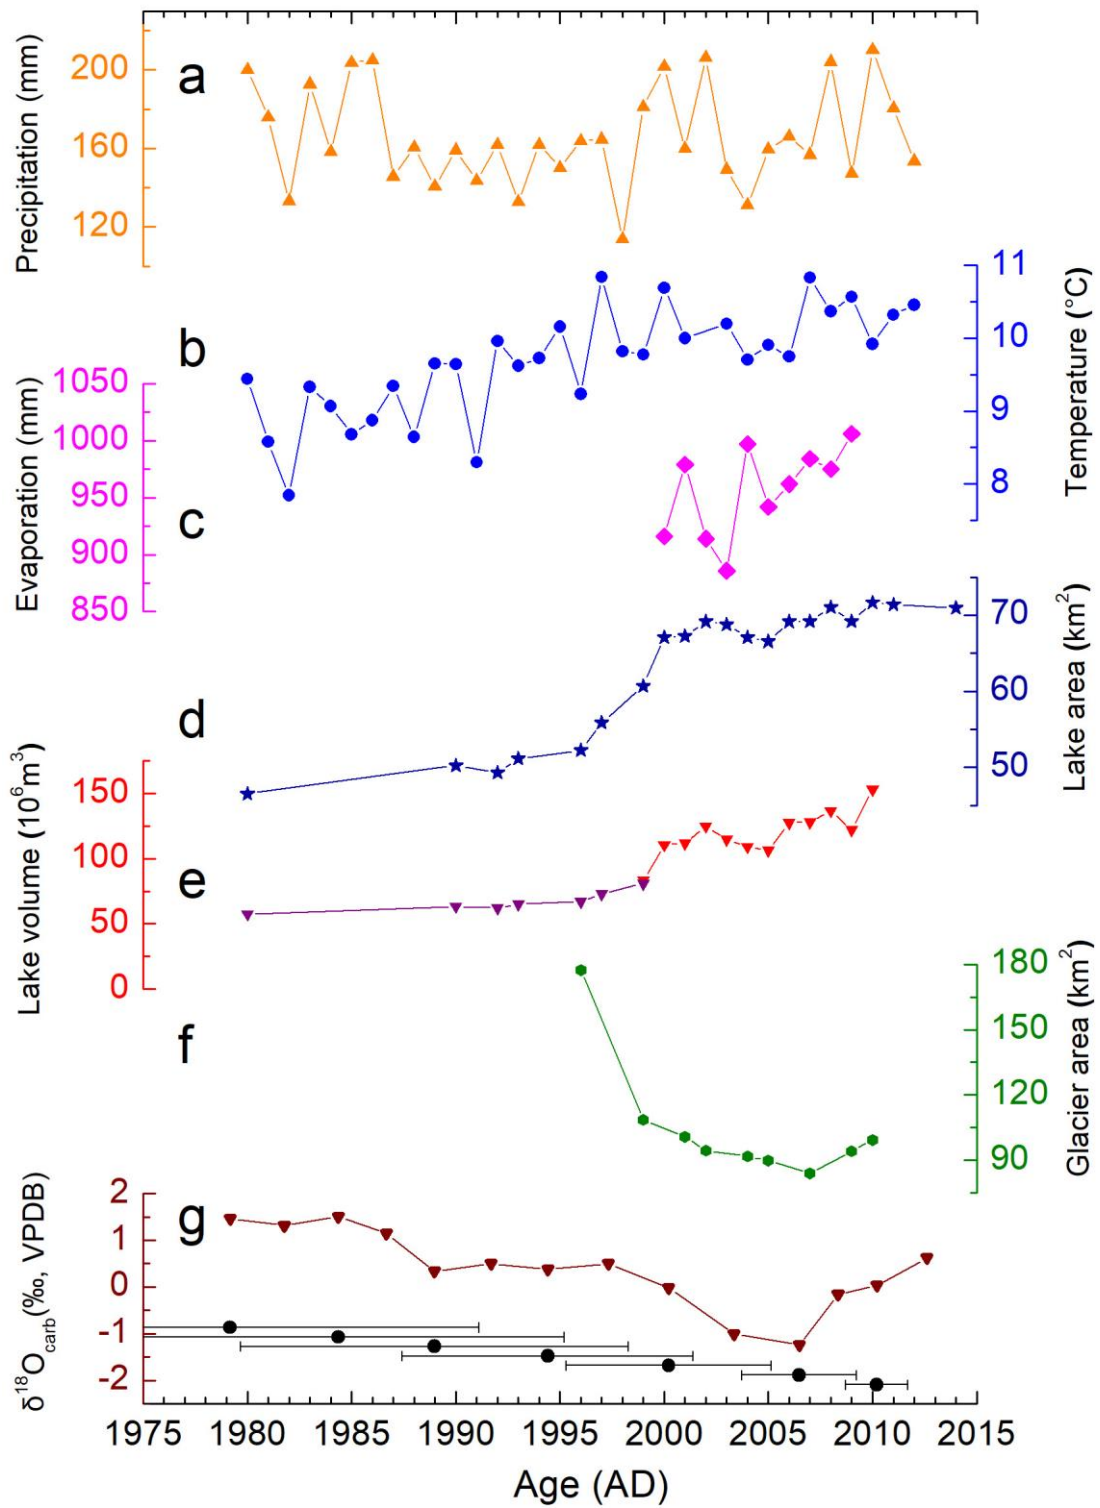 Precipitation (mm)
200
160
120
a
11
10
9
8
Temperature (°C)
b
1050
1000
950
900
850
Evaporation (mm)
c
70
60
50
Lake area (km²)
d
150
100
50
0
Lake volume (10⁶m³)
e
180
150
120
90
Glacier area (km²)
f
2
1
0
-1
-2
δ¹⁸O_carb(‰, VPDB)
g
1975 1980 1985 1990 1995 2000 2005 2010 2015
Age (AD)